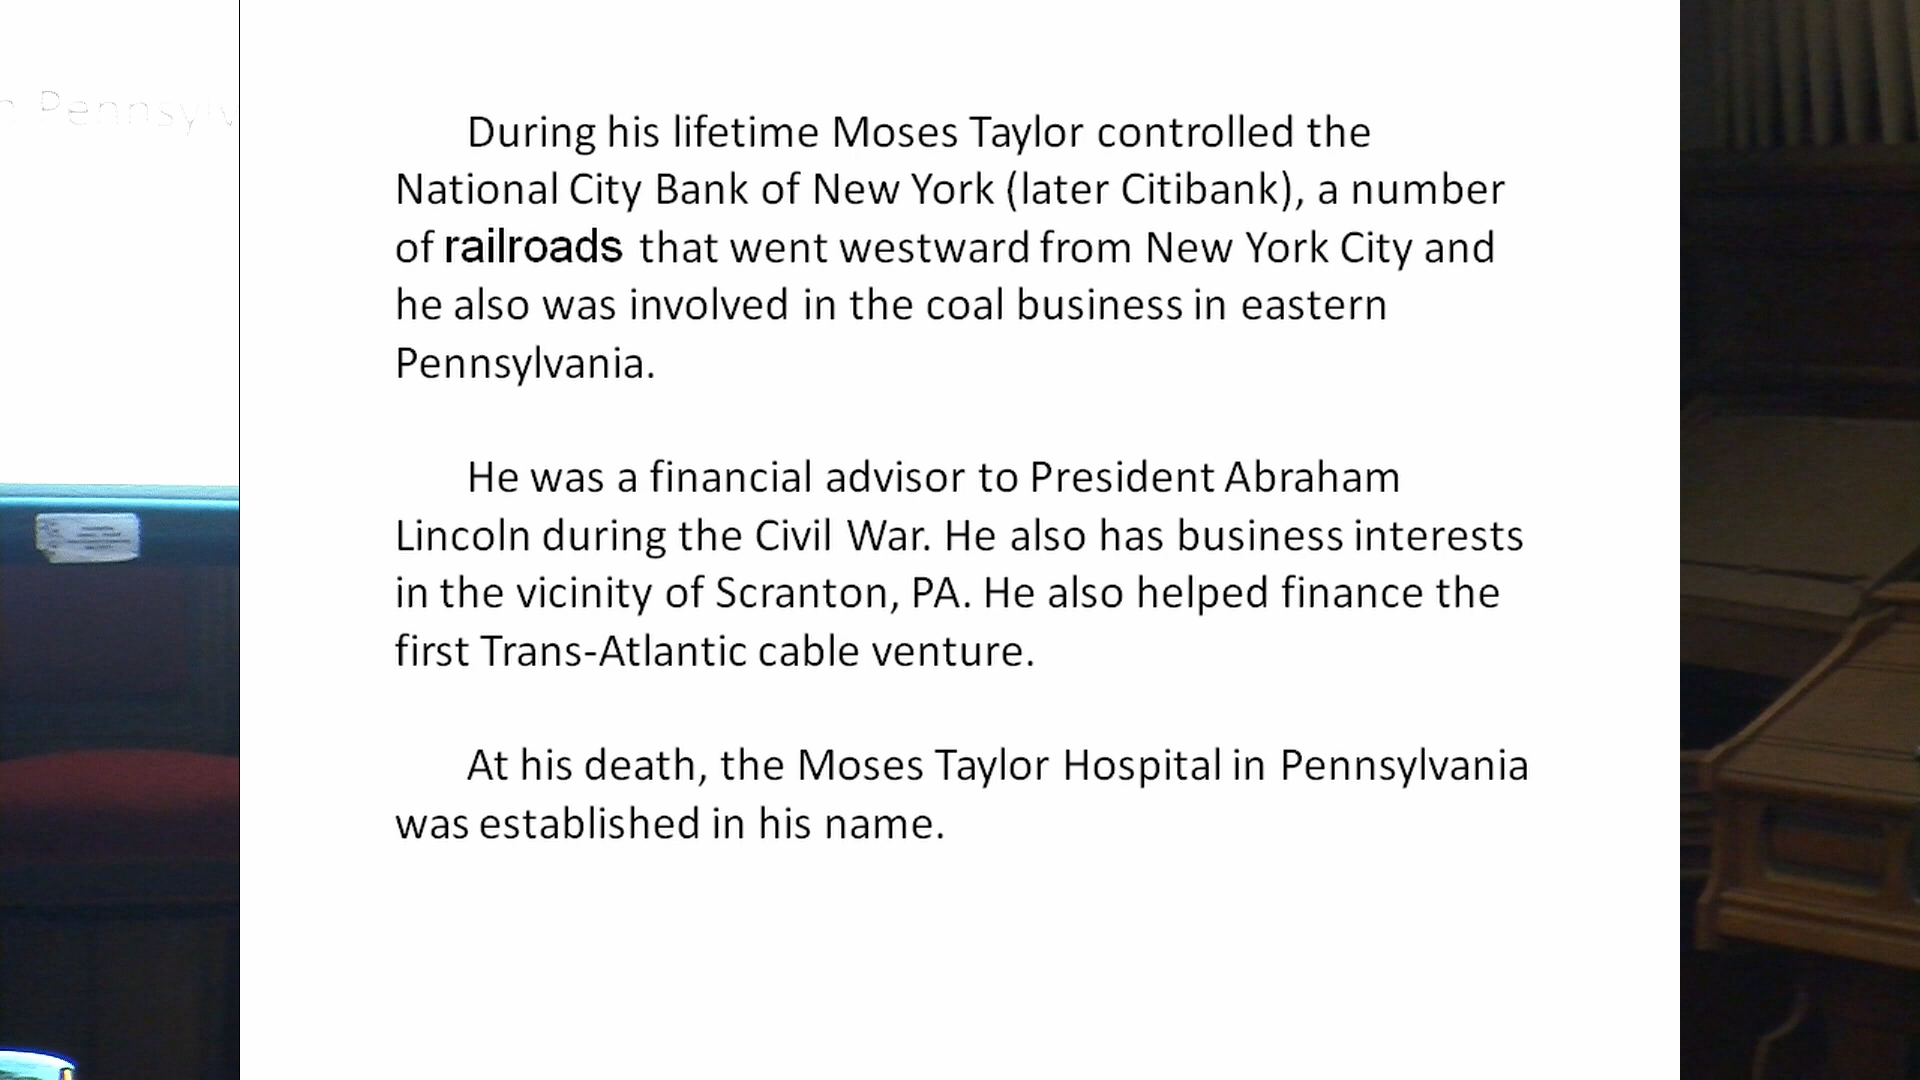 n Pennsylv
During his lifetime Moses Taylor controlled the
National City Bank of New York (later Citibank), a number
of railroads that went westward from New York City and
he also was involved in the coal business in eastern
Pennsylvania.
He was a financial advisor to President Abraham
Lincoln during the Civil War. He also has business interests
in the vicinity of Scranton, PA. He also helped finance the
first Trans-Atlantic cable venture.
At his death, the Moses Taylor Hospital in Pennsylvania
was established in his name.